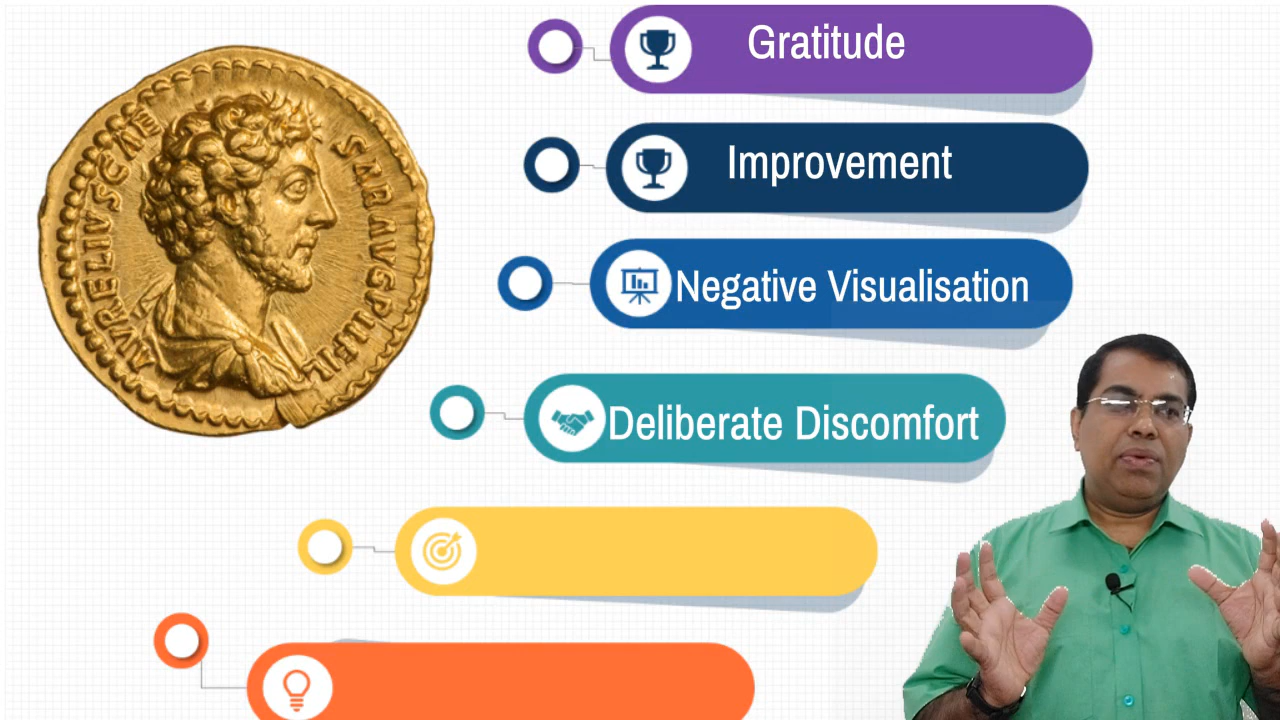 AVRELIVS CAE
SAR AVG PII FIL
Gratitude
Improvement
Negative Visualisation
Deliberate Discomfort